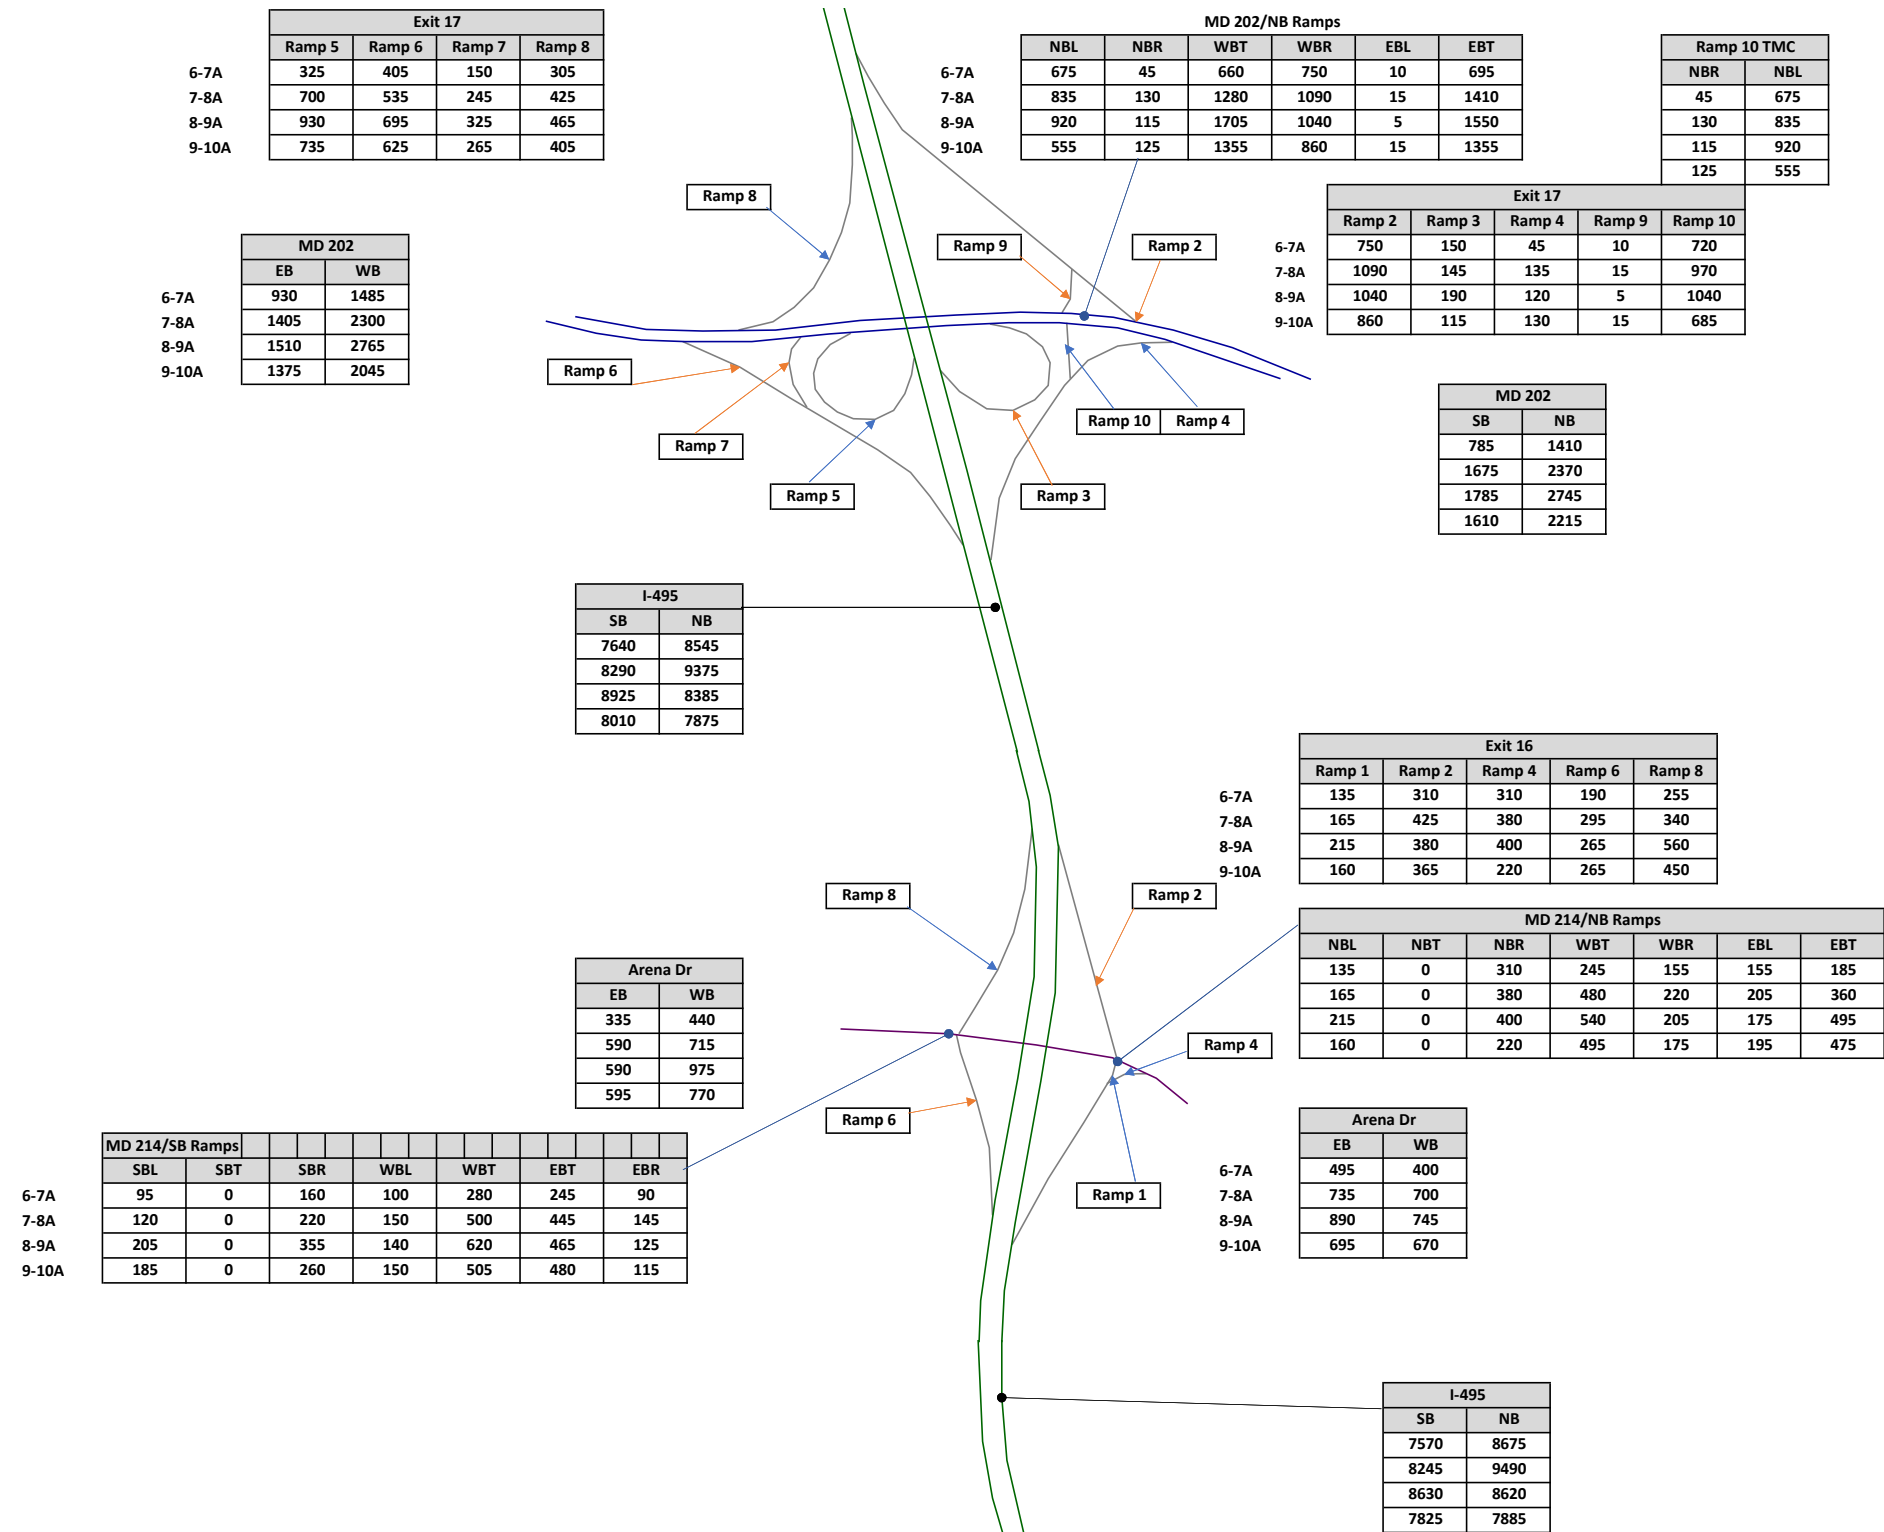 Exit 17
Ramp 5 Ramp 6 Ramp 7 Ramp 8
6-7A 325 405 150 305
7-8A 700 535 245 425
8-9A 930 695 325 465
9-10A 735 625 265 405
MD 202/NB Ramps
NBL NBR WBT WBR EBL EBT
6-7A 675 45 660 750 10 695
7-8A 835 130 1280 1090 15 1410
8-9A 920 115 1705 1040 5 1550
9-10A 555 125 1355 860 15 1355
Ramp 10 TMC
NBR NBL
45 675
130 835
115 920
125 555
Exit 17
Ramp 2 Ramp 3 Ramp 4 Ramp 9 Ramp 10
6-7A 750 150 45 10 720
7-8A 1090 145 135 15 970
8-9A 1040 190 120 5 1040
9-10A 860 115 130 15 685
Ramp 8
Ramp 9
Ramp 2
MD 202
EB WB
6-7A 930 1485
7-8A 1405 2300
8-9A 1510 2765
9-10A 1375 2045
Ramp 6
Ramp 7
Ramp 5
Ramp 3
Ramp 10
Ramp 4
MD 202
SB NB
785 1410
1675 2370
1785 2745
1610 2215
I-495
SB NB
7640 8545
8290 9375
8925 8385
8010 7875
Exit 16
Ramp 1 Ramp 2 Ramp 4 Ramp 6 Ramp 8
6-7A 135 310 310 190 255
7-8A 165 425 380 295 340
8-9A 215 380 400 265 560
9-10A 160 365 220 265 450
Ramp 8
Ramp 2
MD 214/NB Ramps
NBL NBT NBR WBT WBR EBL EBT
135 0 310 245 155 155 185
165 0 380 480 220 205 360
215 0 400 540 205 175 495
160 0 220 495 175 195 475
Arena Dr
EB WB
335 440
590 715
590 975
595 770
Ramp 4
Ramp 6
Ramp 1
Arena Dr
EB WB
6-7A 495 400
7-8A 735 700
8-9A 890 745
9-10A 695 670
MD 214/SB Ramps
SBL SBT SBR WBL WBT EBT EBR
6-7A 95 0 160 100 280 245 90
7-8A 120 0 220 150 500 445 145
8-9A 205 0 355 140 620 465 125
9-10A 185 0 260 150 505 480 115
I-495
SB NB
7570 8675
8245 9490
8630 8620
7825 7885